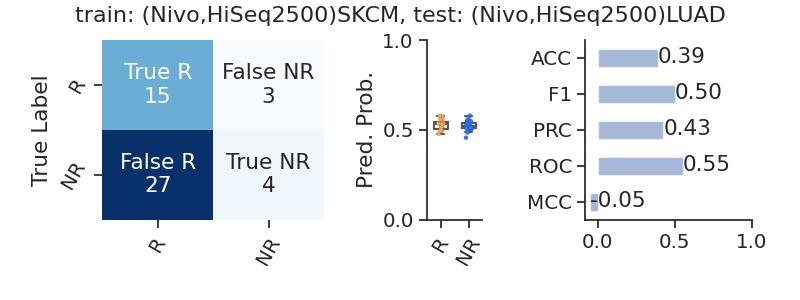 train: (Nivo,HiSeq2500)SKCM, test: (Nivo,HiSeq2500)LUAD
True Label
R
NR
True R
15
False NR
3
False R
27
True NR
4
R
NR
Pred. Prob.
1.0
0.5
0.0
R
NR
ACC
0.39
F1
0.50
PRC
0.43
ROC
0.55
MCC
-0.05
0.0
0.5
1.0